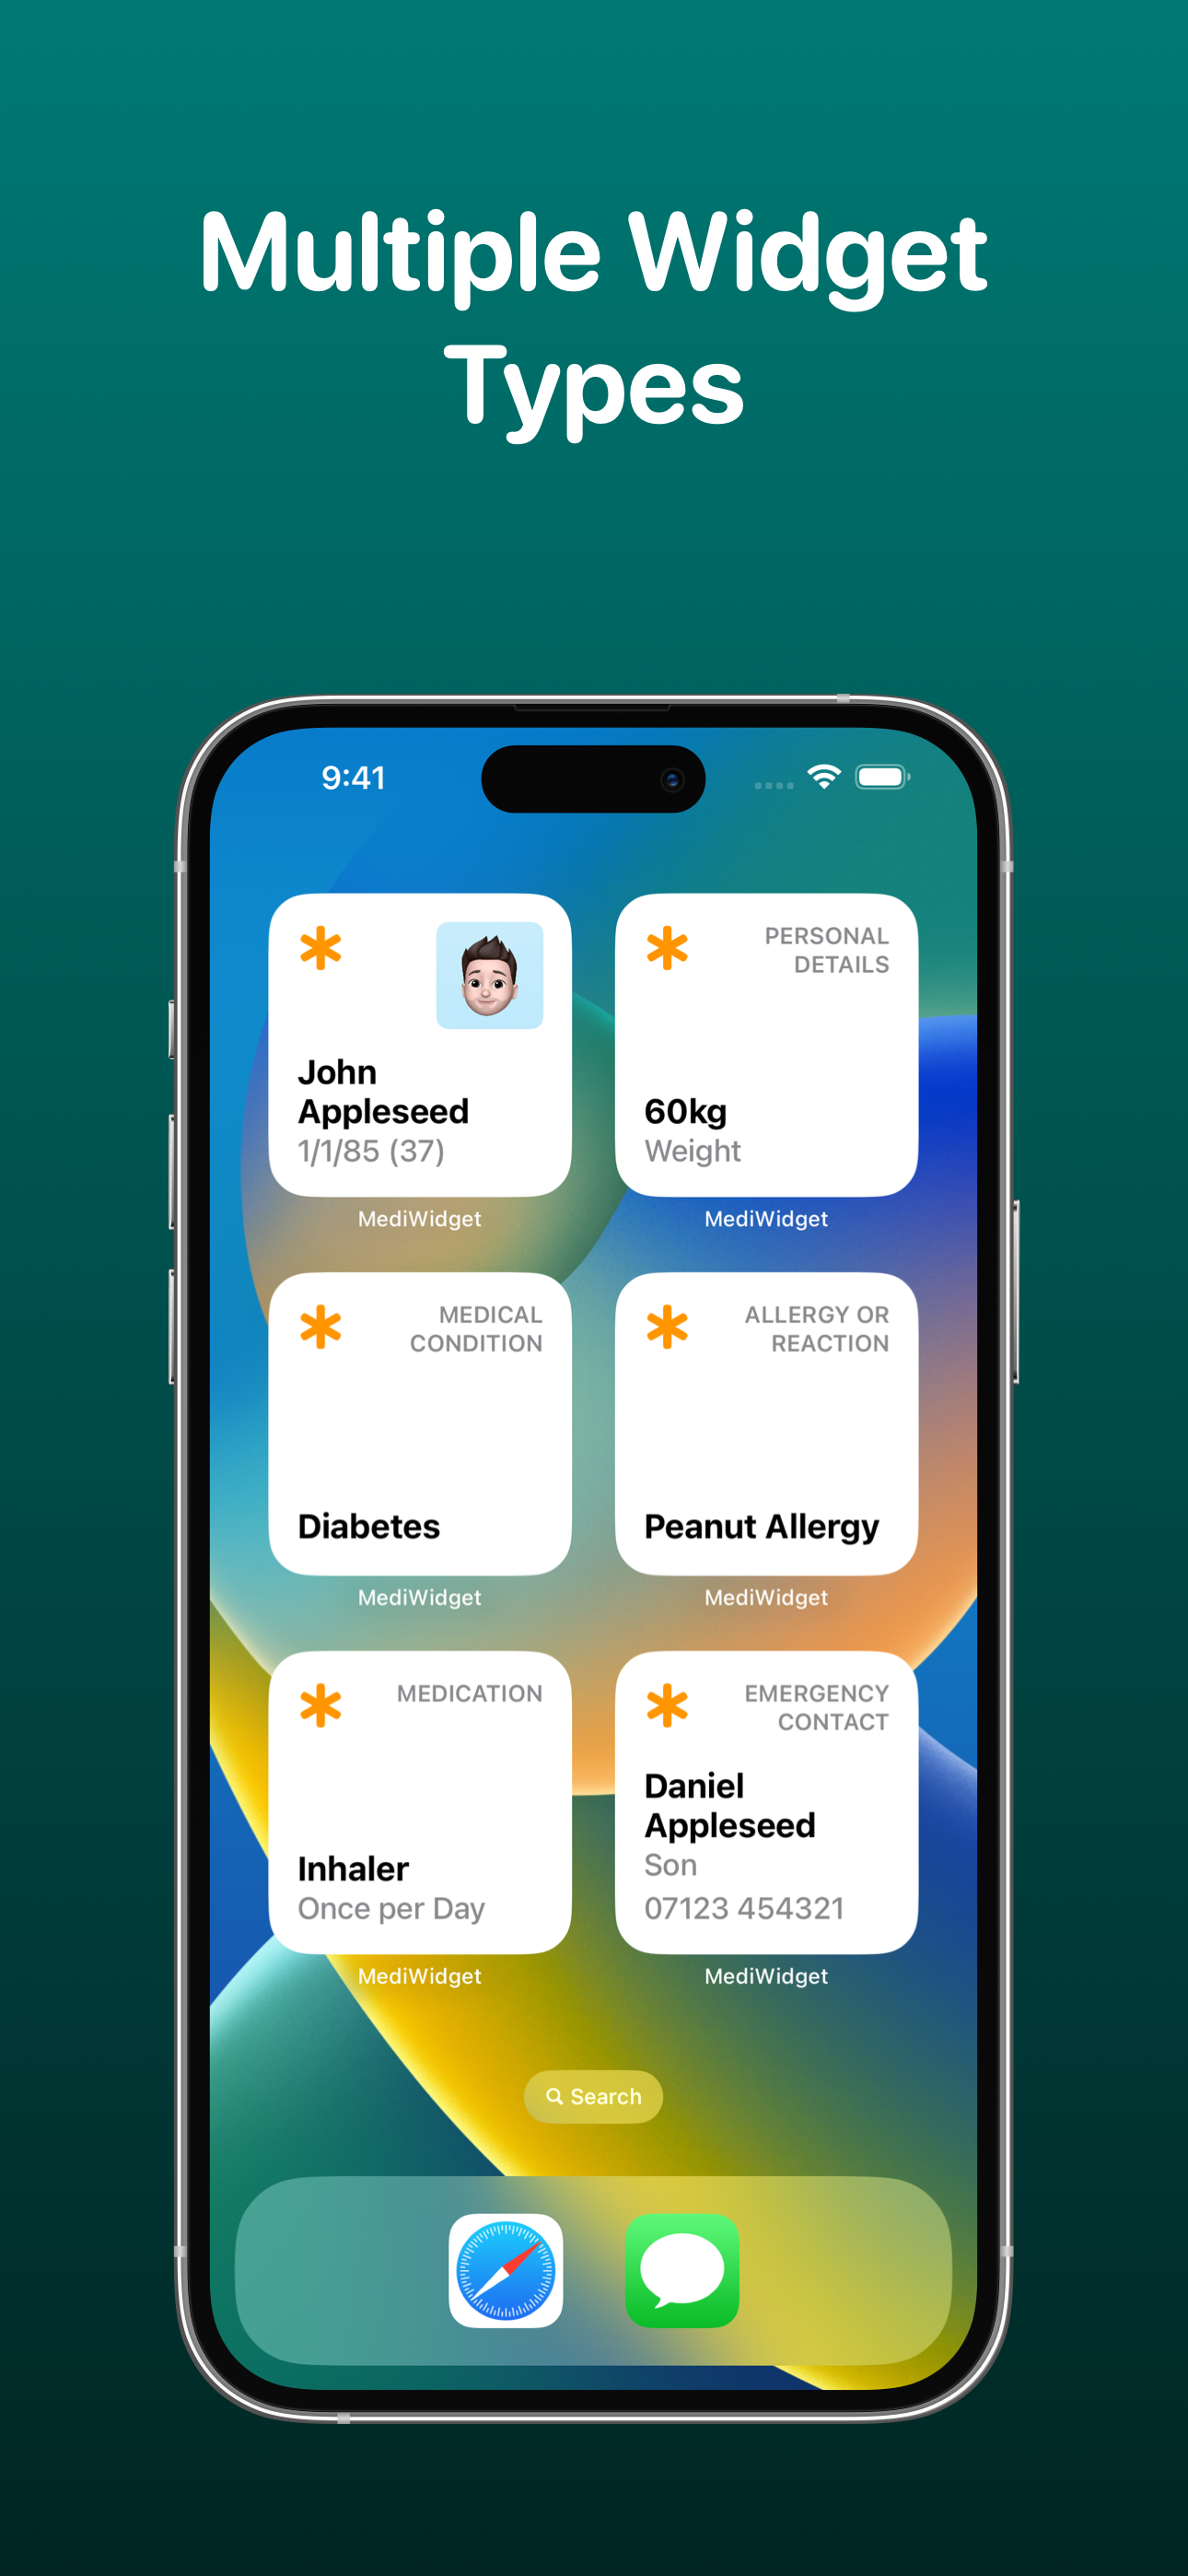 Multiple Widget
Types
9:41
John
Appleseed
1/1/85 (37)
MediWidget
PERSONAL
DETAILS
60kg
Weight
MediWidget
MEDICAL
CONDITION
Diabetes
MediWidget
ALLERGY OR
REACTION
Peanut Allergy
MediWidget
MEDICATION
Inhaler
Once per Day
MediWidget
EMERGENCY
CONTACT
Daniel
Appleseed
Son
07123 454321
MediWidget
Search